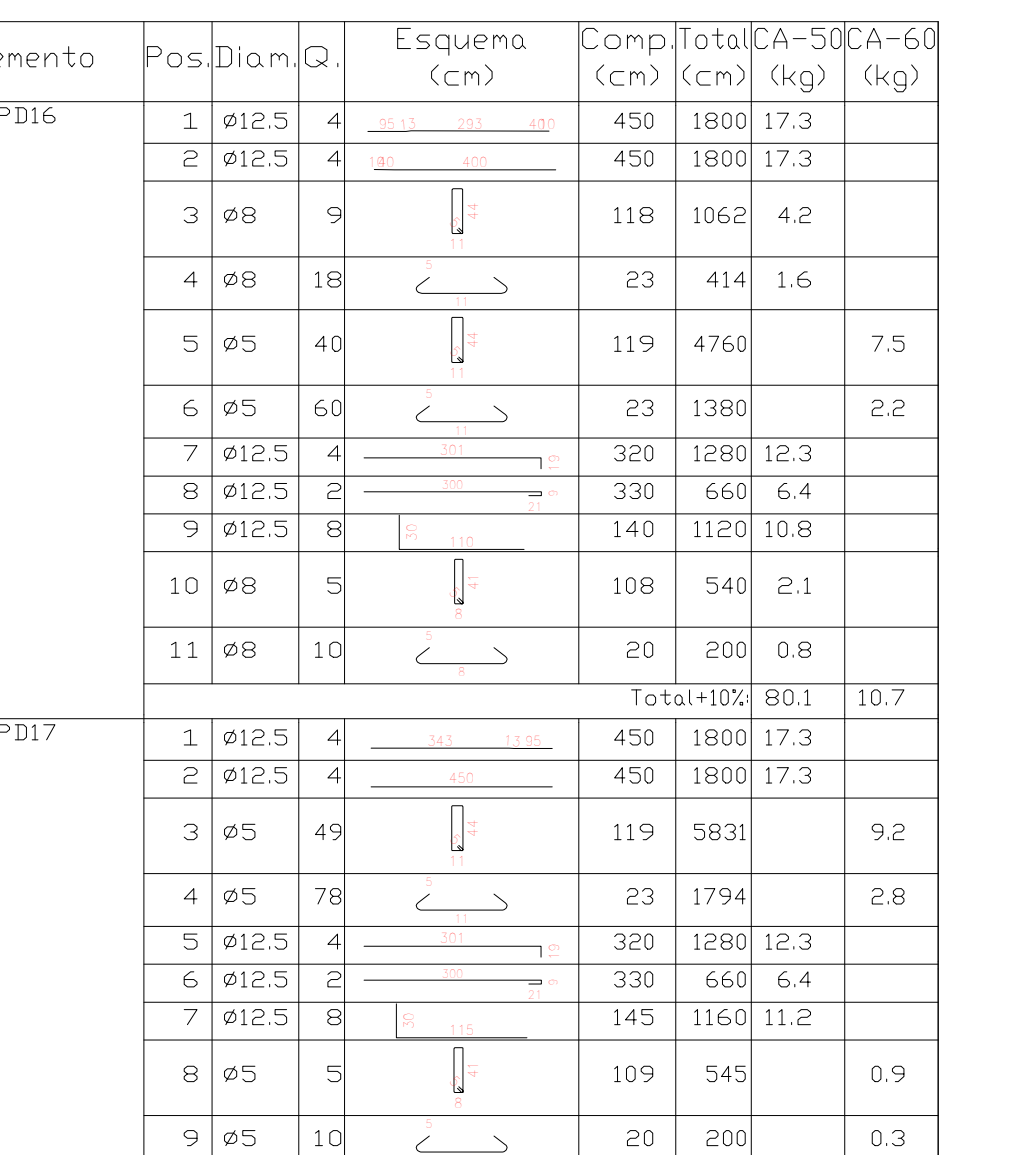 emento Pos. Diam. Q. Esquema (cm) Comp. (cm) Total (cm) CA-50 (kg) CA-60 (kg)
PD16 1 ø12.5 4 95 13 293 450 1800 17.3
2 ø12.5 4 400 450 1800 17.3
3 ø8 9 44 11 118 1062 4.2
4 ø8 18 5 11 23 414 1.6
5 ø5 40 44 11 119 4760 7.5
6 ø5 60 5 11 23 1380 2.2
7 ø12.5 4 301 19 320 1280 12.3
8 ø12.5 2 300 9 21 330 660 6.4
9 ø12.5 8 30 110 140 1120 10.8
10 ø8 5 41 8 108 540 2.1
11 ø8 10 5 8 20 200 0.8
Total+10%: 80.1 10.7
PD17 1 ø12.5 4 343 13 95 450 1800 17.3
2 ø12.5 4 450 450 1800 17.3
3 ø5 49 44 11 119 5831 9.2
4 ø5 78 5 11 23 1794 2.8
5 ø12.5 4 301 19 320 1280 12.3
6 ø12.5 2 300 9 21 330 660 6.4
7 ø12.5 8 30 115 145 1160 11.2
8 ø5 5 41 8 109 545 0.9
9 ø5 10 5 20 200 0.3